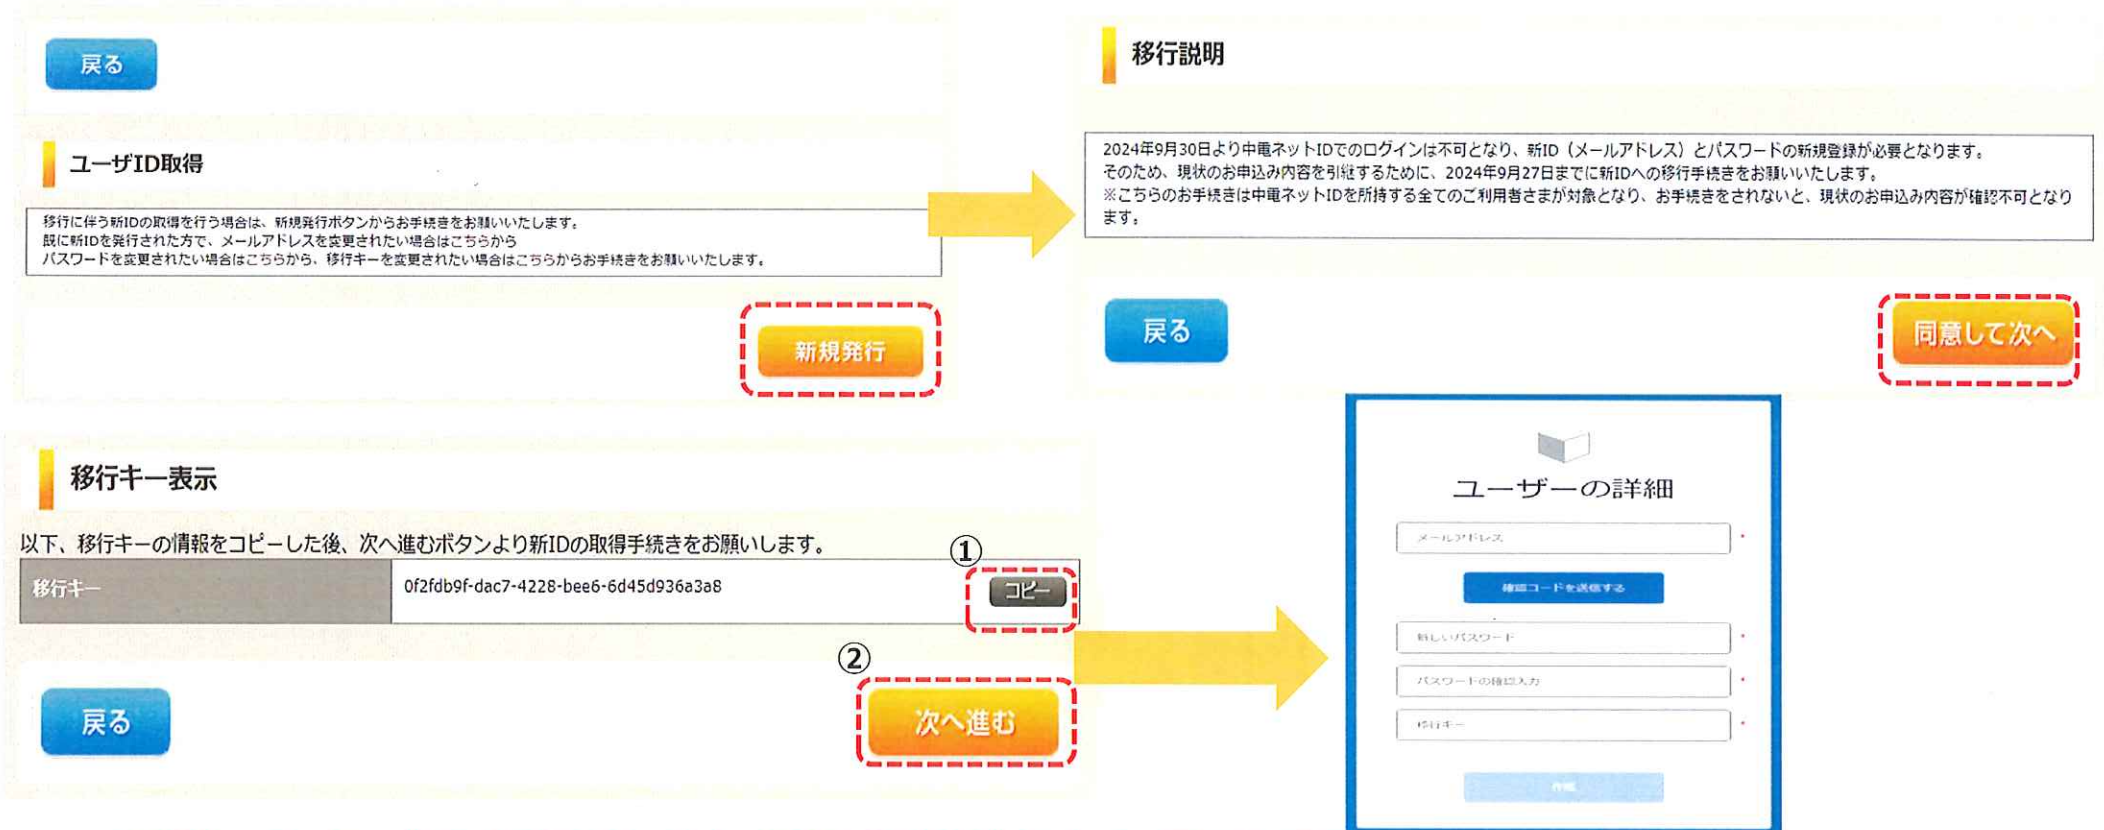 戻る
ユーザID取得
移行に伴う新IDの取得を行う場合は、新規発行ボタンからお手続きをお願いいたします。
既に新IDを発行された方で、メールアドレスを変更されたい場合はこちらから
パスワードを変更されたい場合はこちらから、移行キーを変更されたい場合はこちらからお手続きをお願いいたします。
新規発行
移行説明
2024年9月30日より中電ネットIDでのログインは不可となり、新ID（メールアドレス）とパスワードの新規登録が必要となります。
そのため、現状のお申込み内容を引継するために、2024年9月27日までに新IDへの移行手続きをお願いいたします。
※こちらのお手続きは中電ネットIDを所持する全てのご利用者さまが対象となり、お手続きをされないと、現状のお申込み内容が確認不可となり
ます。
戻る
同意して次へ
移行キー表示
以下、移行キーの情報をコピーした後、次へ進むボタンより新IDの取得手続きをお願いします。
①
移行キー 0f2fdb9f-dac7-4228-bee6-6d45d936a3a8 コピー
②
戻る
次へ進む
ユーザーの詳細
メールアドレス *
確認コードを送信する
新しいパスワード *
パスワードの確認入力 *
移行キー *
作成